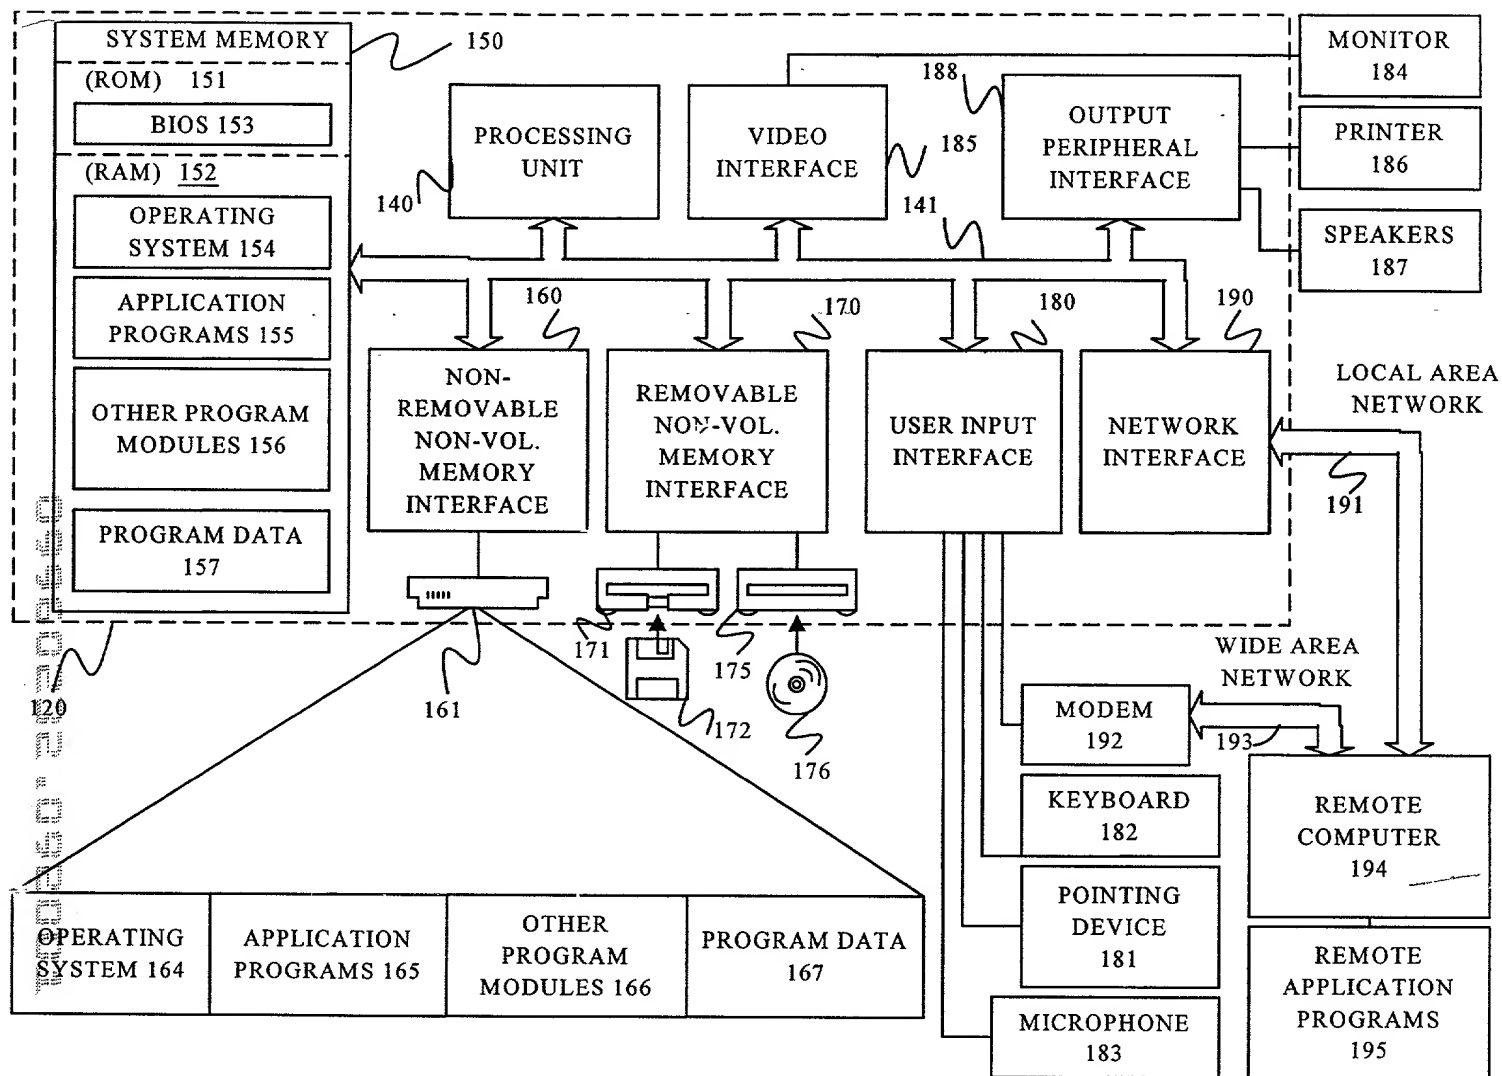 SYSTEM MEMORY
150
(ROM) 151
BIOS 153
(RAM) 152
OPERATING
SYSTEM 154
APPLICATION
PROGRAMS 155
OTHER PROGRAM
MODULES 156
PROGRAM DATA
157
120
PROCESSING
UNIT
140
VIDEO
INTERFACE
185
188
OUTPUT
PERIPHERAL
INTERFACE
141
MONITOR
184
PRINTER
186
SPEAKERS
187
160
NON-
REMOVABLE
NON-VOL.
MEMORY
INTERFACE
170
REMOVABLE
NON-VOL.
MEMORY
INTERFACE
180
USER INPUT
INTERFACE
190
NETWORK
INTERFACE
LOCAL AREA
NETWORK
191
161
171
172
175
176
WIDE AREA
NETWORK
193
MODEM
192
KEYBOARD
182
POINTING
DEVICE
181
MICROPHONE
183
REMOTE
COMPUTER
194
REMOTE
APPLICATION
PROGRAMS
195
OPERATING
SYSTEM 164
APPLICATION
PROGRAMS 165
OTHER
PROGRAM
MODULES 166
PROGRAM DATA
167